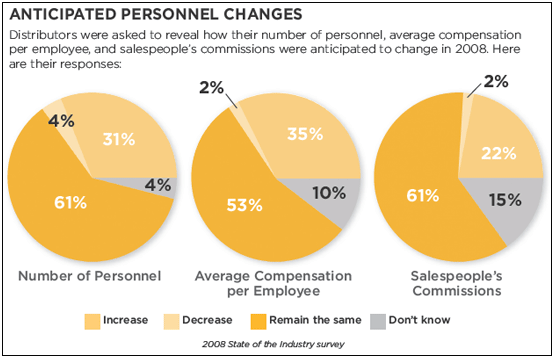 ANTICIPATED PERSONNEL CHANGES
Distributors were asked to reveal how their number of personnel, average compensation
per employee, and salespeople's commissions were anticipated to change in 2008. Here
are their responses:
4%
31%
4%
61%
Number of Personnel
2%
35%
10%
53%
Average Compensation
per Employee
2%
22%
15%
61%
Salespeople's
Commissions
Increase
Decrease
Remain the same
Don't know
2008 State of the Industry survey